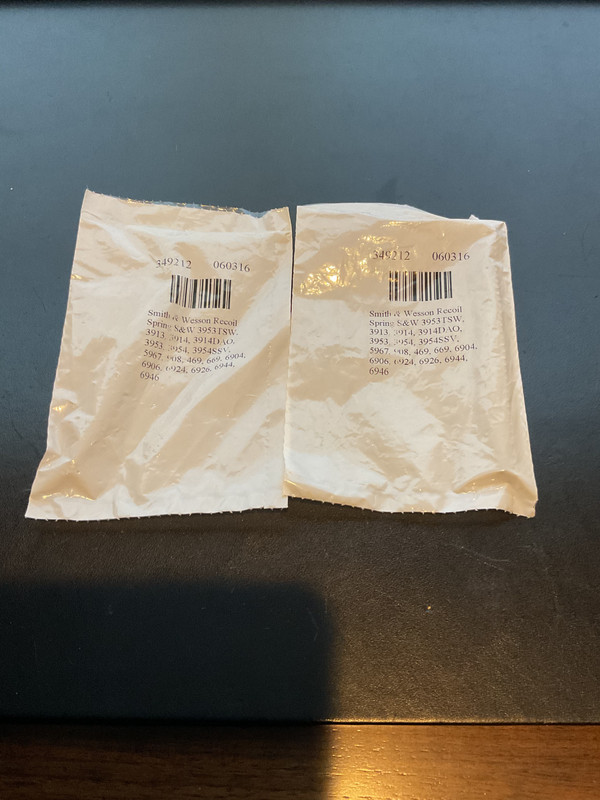 349212 060316
Smith & Wesson Recoil
Spring S&W 3953TSW,
3913, 3914, 3914DAO,
3953, 3954, 3954SSV,
5967, 908, 469, 669, 6904,
6906, 6924, 6926, 6944,
6946
349212 060316
Smith & Wesson Recoil
Spring S&W 3953TSW,
3913, 3914, 3914DAO,
3953, 3954, 3954SSV,
5967, 908, 469, 669, 6904,
6906, 6924, 6926, 6944,
6946